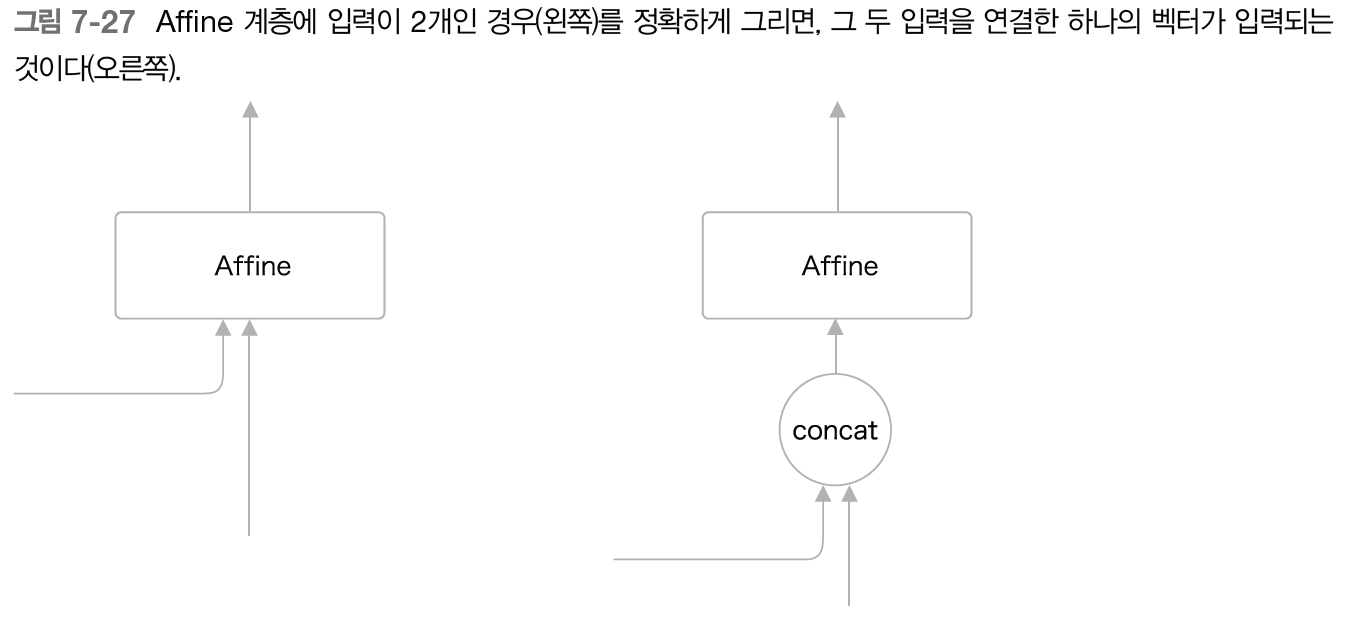 그림 7-27 Affine 계층에 입력이 2개인 경우(왼쪽)를 정확하게 그리면, 그 두 입력을 연결한 하나의 벡터가 입력되는
것이다(오른쪽).
Affine
Affine
concat